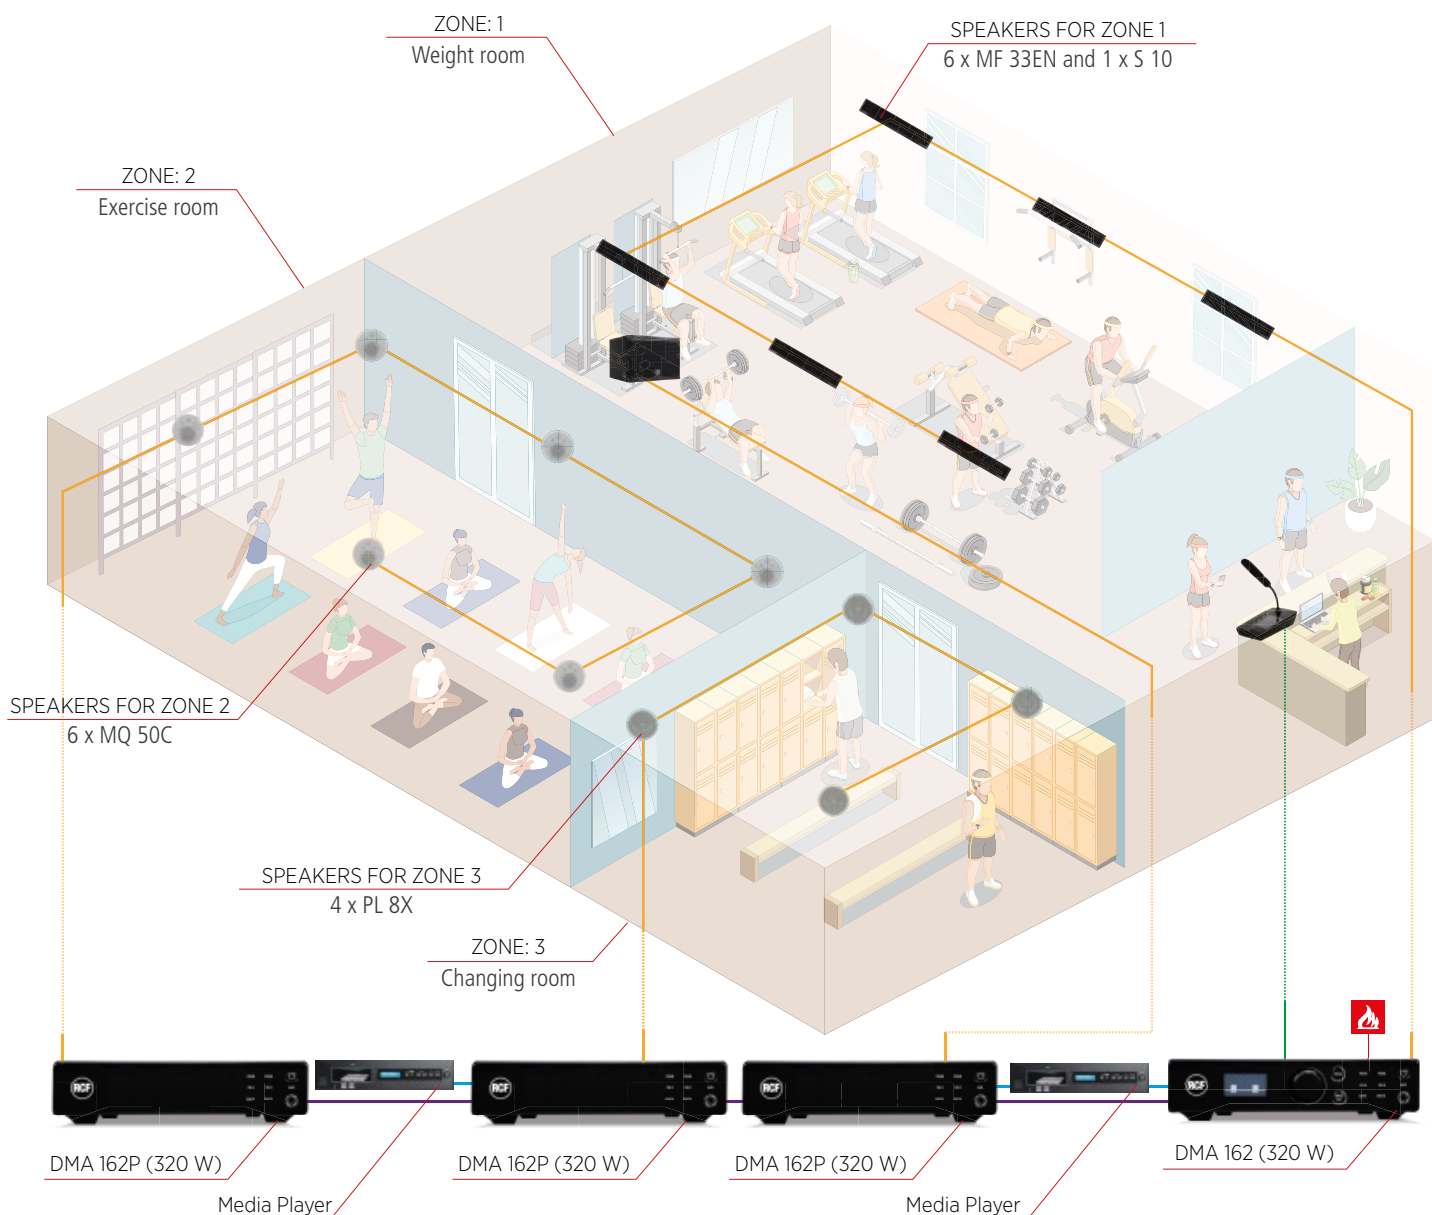 ZONE: 1
Weight room
SPEAKERS FOR ZONE 1
6 x MF 33EN and 1 x S 10
ZONE: 2
Exercise room
SPEAKERS FOR ZONE 2
6 x MQ 50C
SPEAKERS FOR ZONE 3
4 x PL 8X
ZONE: 3
Changing room
RCF
RCF
RCF
RCF
DMA 162P (320 W)
DMA 162P (320 W)
DMA 162P (320 W)
DMA 162 (320 W)
Media Player
Media Player